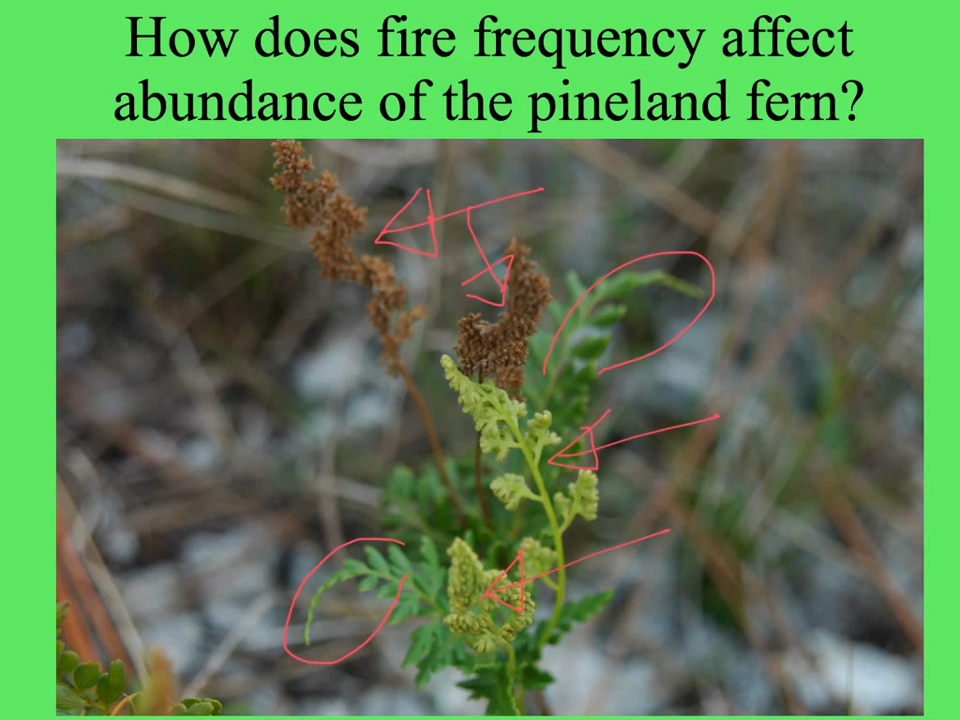 How does fire frequency affect
abundance of the pineland fern?